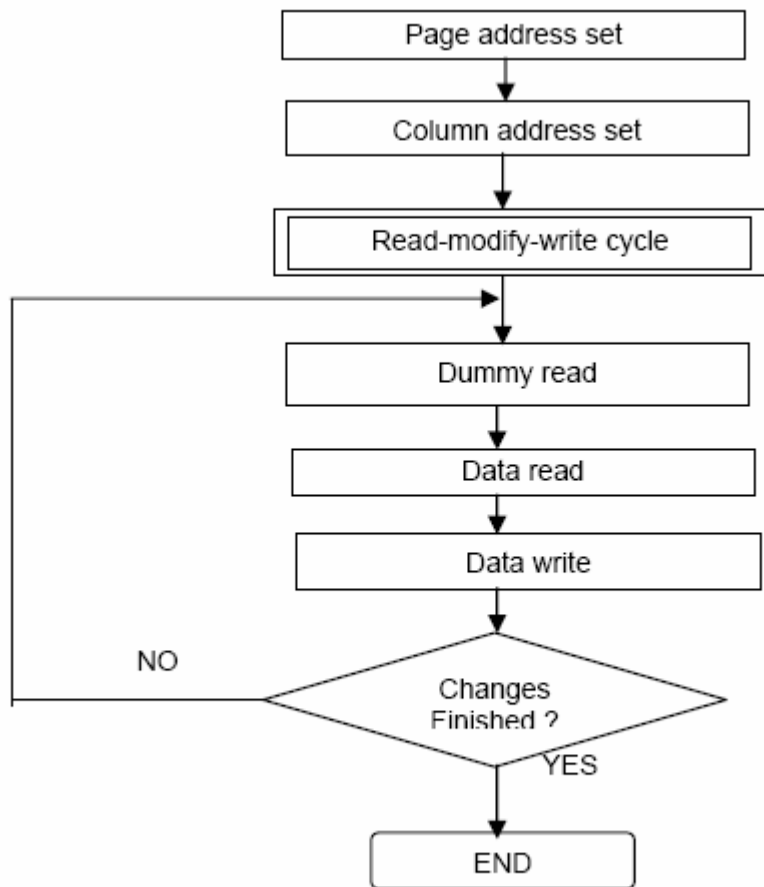 Page address set
Column address set
Read-modify-write cycle
Dummy read
Data read
Data write
NO
Changes
Finished ?
YES
END